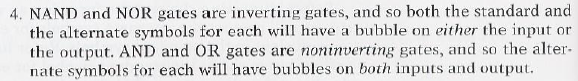 4. NAND and NOR gates are inverting gates, and so both the standard and
the alternate symbols for each will have a bubble on either the input or
the output. AND and OR gates are noninverting gates, and so the alter-
nate symbols for each will have bubbles on both inputs and output.